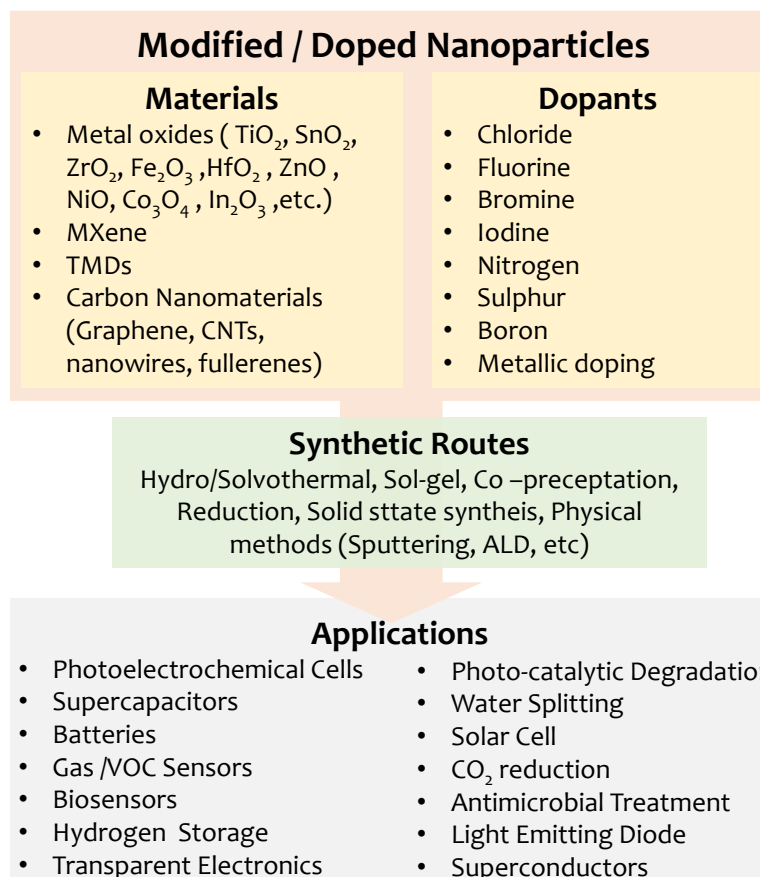 Modified / Doped Nanoparticles
Materials
• Metal oxides ( TiO₂, SnO₂,
ZrO₂, Fe₂O₃ ,HfO₂ , ZnO ,
NiO, Co₃O₄ , In₂O₃ ,etc.)
• MXene
• TMDs
• Carbon Nanomaterials
(Graphene, CNTs,
nanowires, fullerenes)
Dopants
• Chloride
• Fluorine
• Bromine
• Iodine
• Nitrogen
• Sulphur
• Boron
• Metallic doping
Synthetic Routes
Hydro/Solvothermal, Sol-gel, Co –preceptation,
Reduction, Solid sttate syntheis, Physical
methods (Sputtering, ALD, etc)
Applications
• Photoelectrochemical Cells
• Supercapacitors
• Batteries
• Gas /VOC Sensors
• Biosensors
• Hydrogen Storage
• Transparent Electronics
• Photo-catalytic Degradatio
• Water Splitting
• Solar Cell
• CO₂ reduction
• Antimicrobial Treatment
• Light Emitting Diode
• Superconductors